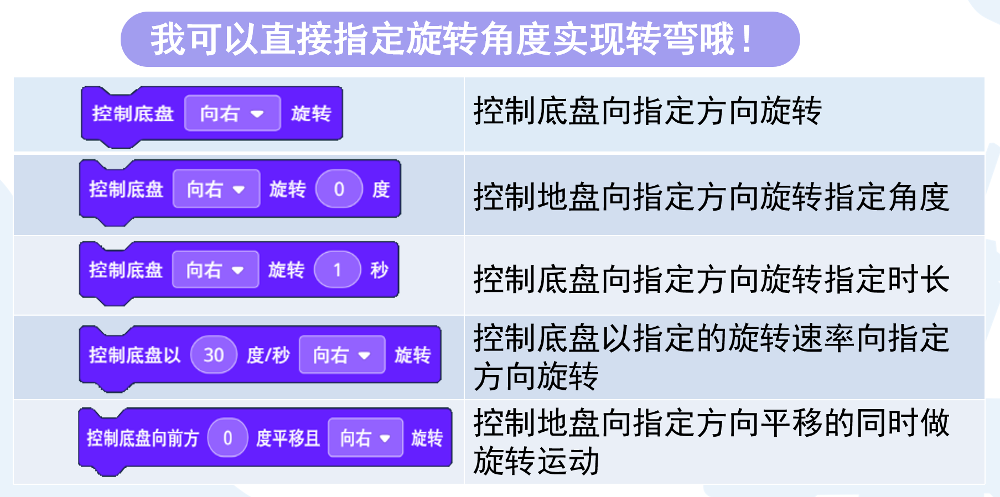 我可以直接指定旋转角度实现转弯哦！
控制底盘 向右 旋转
控制底盘向指定方向旋转
控制底盘 向右 旋转 0 度
控制地盘向指定方向旋转指定角度
控制底盘 向右 旋转 1 秒
控制底盘向指定方向旋转指定时长
控制底盘以 30 度/秒 向右 旋转
控制底盘以指定的旋转速率向指定
方向旋转
控制底盘向前方 0 度平移且 向右 旋转
控制地盘向指定方向平移的同时做
旋转运动